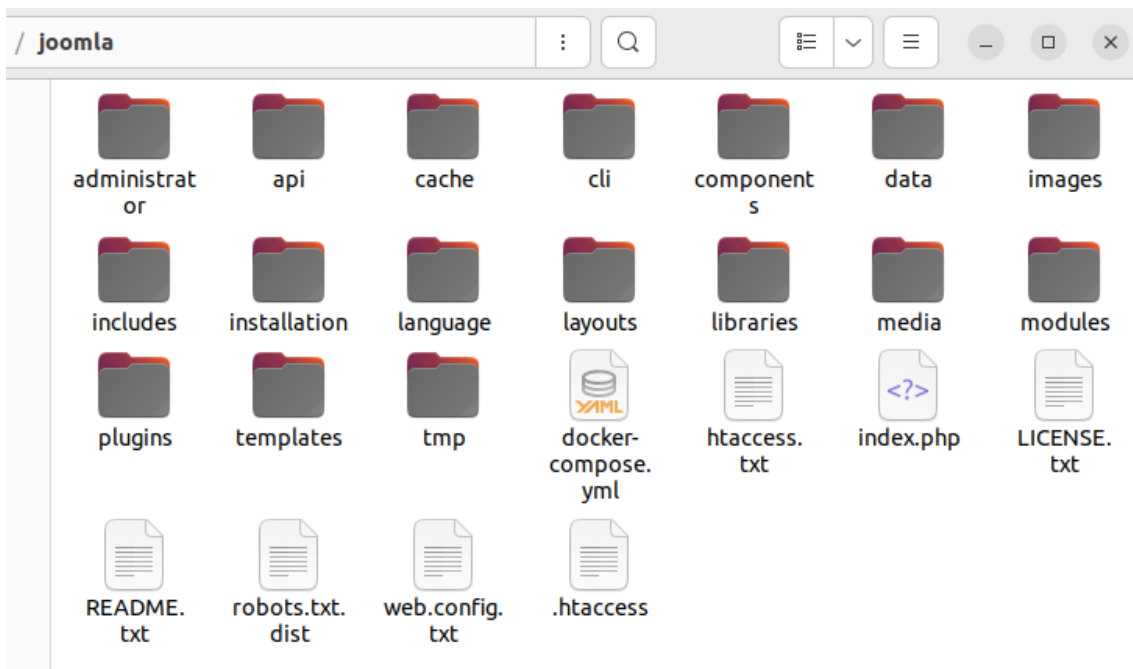 / joomla
administrat
or
api
cache
cli
component
s
data
images
includes
installation
language
layouts
libraries
media
modules
plugins
templates
tmp
YAML
docker-
compose.
yml
htaccess.
txt
<?>
index.php
LICENSE.
txt
README.
txt
robots.txt.
dist
web.config.
txt
.htaccess